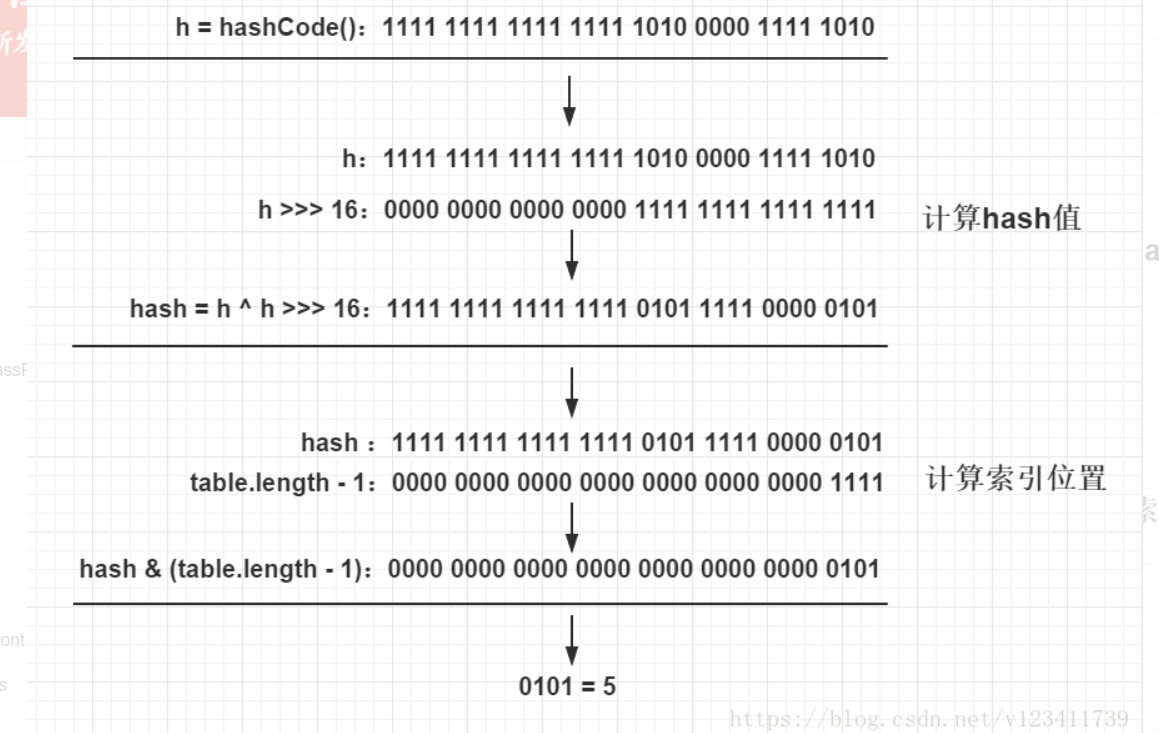 h = hashCode()：1111 1111 1111 1111 1010 0000 1111 1010
h：1111 1111 1111 1111 1010 0000 1111 1010
h >>> 16：0000 0000 0000 0000 1111 1111 1111 1111
计算hash值
hash = h ^ h >>> 16：1111 1111 1111 1111 0101 1111 0000 0101
hash：1111 1111 1111 1111 0101 1111 0000 0101
table.length - 1：0000 0000 0000 0000 0000 0000 0000 1111
计算索引位置
hash & (table.length - 1)：0000 0000 0000 0000 0000 0000 0000 0101
0101 = 5
https://blog.csdn.net/v123411739